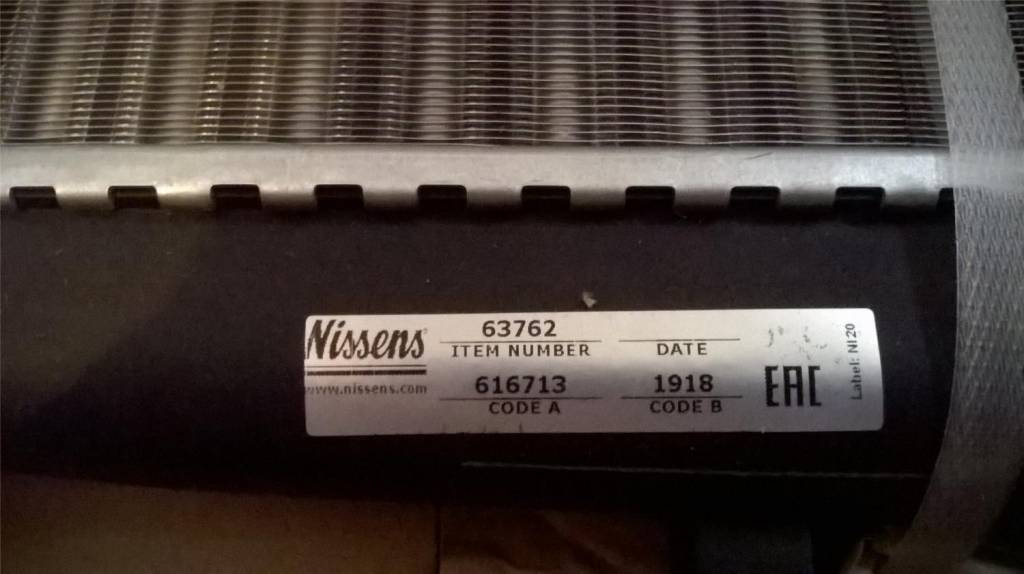 Nissens
www.nissens.com
63762
ITEM NUMBER
DATE
616713
CODE A
1918
CODE B
EAC
Label: NI20